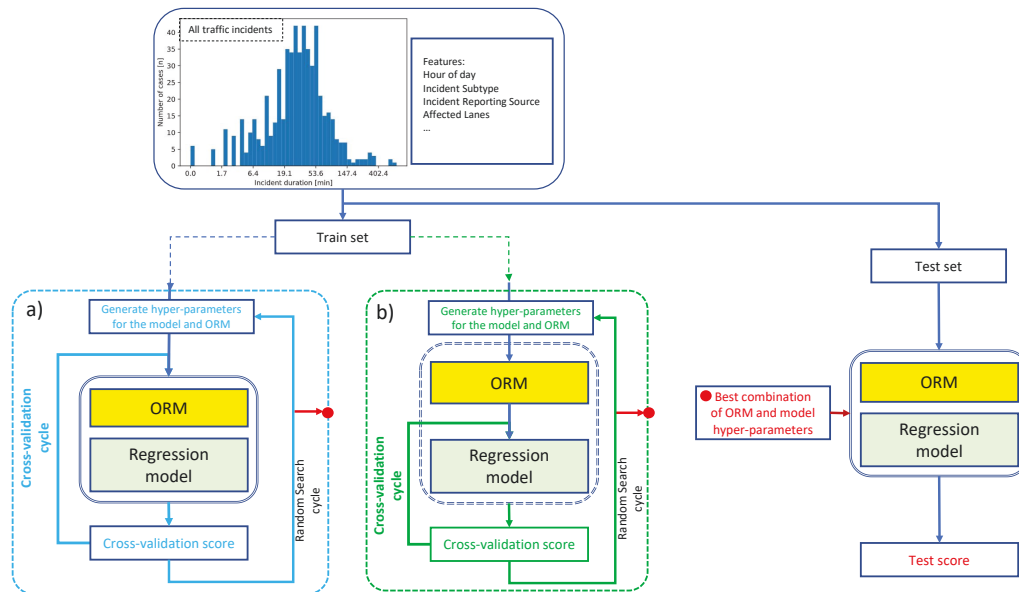 All traffic incidents
40
35
30
25
20
15
10
5
0
Number of cases [n]
0.0 1.7 6.4 19.1 53.6 147.4 402.4
Incident duration [min]
Features:
Hour of day
Incident Subtype
Incident Reporting Source
Affected Lanes
...
Train set
Test set
a)
Generate hyper-parameters
for the model and ORM
ORM
Regression
model
Cross-validation score
Cross-validation
cycle
Random Search
cycle
b)
Generate hyper-parameters
for the model and ORM
ORM
Regression
model
Cross-validation score
Cross-validation
cycle
Random Search
cycle
Best combination
of ORM and model
hyper-parameters
ORM
Regression
model
Test score